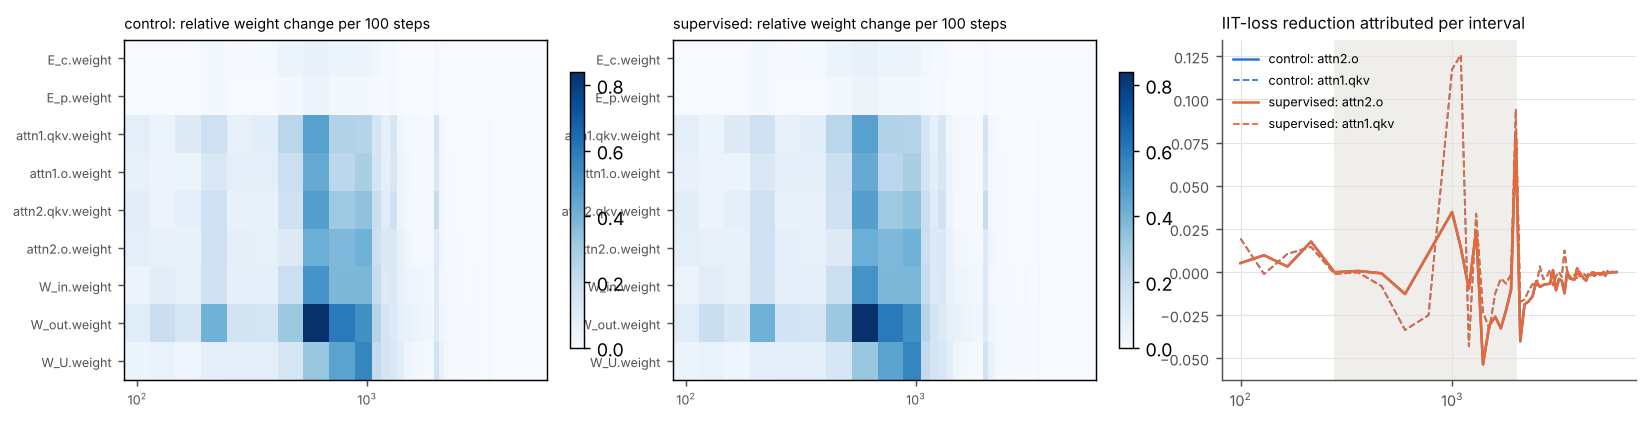 control: relative weight change per 100 steps
E_c.weight
E_p.weight
attn1.qkv.weight
attn1.o.weight
attn2.qkv.weight
attn2.o.weight
W_in.weight
W_out.weight
W_U.weight
10²
10³
0.8
0.6
0.4
0.2
0.0
supervised: relative weight change per 100 steps
E_p.weight
W_U.weight
10²
10³
0.8
0.6
0.4
0.2
0.0
IIT-loss reduction attributed per interval
control: attn2.o
control: attn1.qkv
supervised: attn2.o
supervised: attn1.qkv
0.125
0.100
0.075
0.050
0.025
0.000
−0.025
−0.050
10²
10³